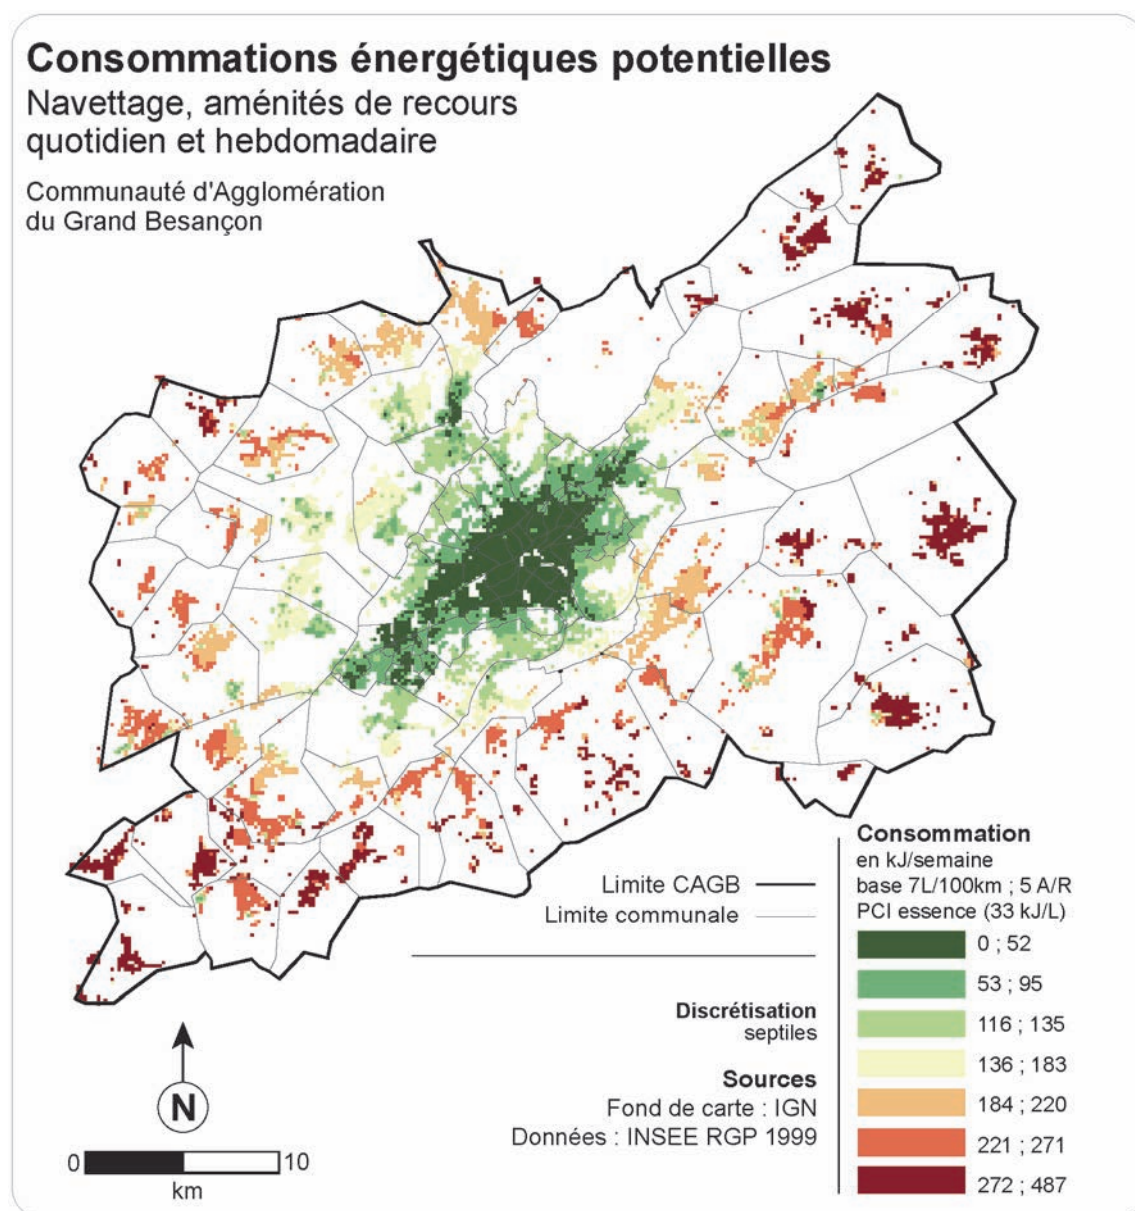 Consommations énergétiques potentielles
Navettage, aménités de recours
quotidien et hebdomadaire
Communauté d'Agglomération
du Grand Besançon
Limite CAGB
Limite communale
Discrétisation
septiles
Sources
Fond de carte : IGN
Données : INSEE RGP 1999
Consommation
en kJ/semaine
base 7L/100km ; 5 A/R
PCI essence (33 kJ/L)
0 ; 52
53 ; 95
116 ; 135
136 ; 183
184 ; 220
221 ; 271
272 ; 487
N
0 10
km